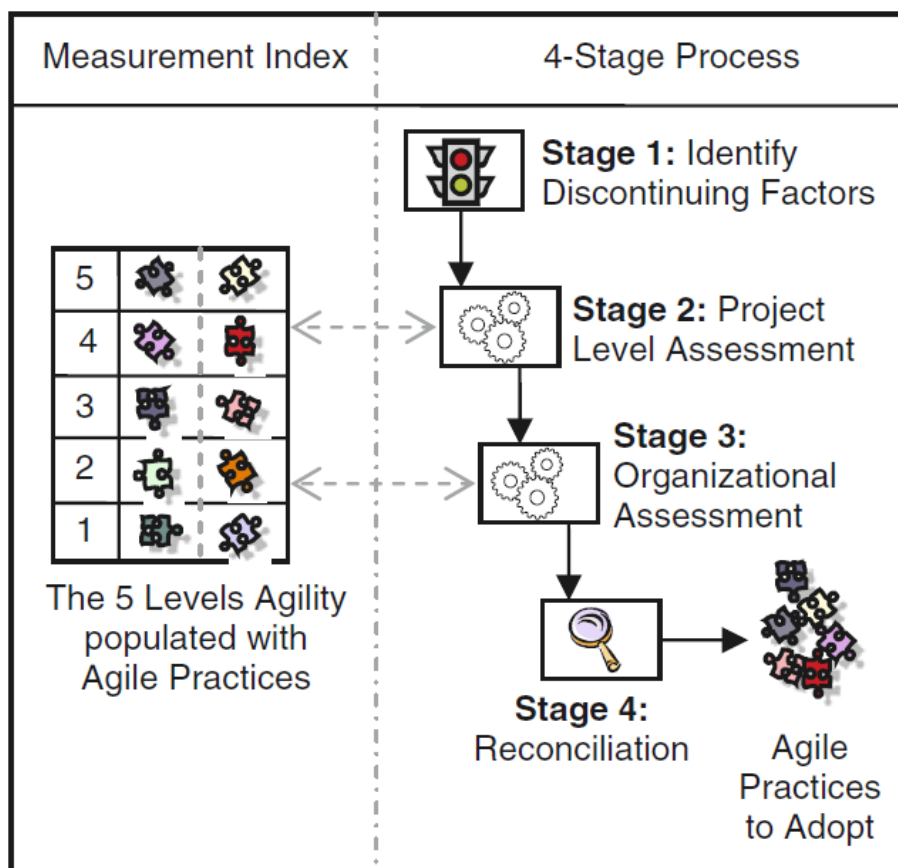 Measurement Index
4-Stage Process
Stage 1: Identify
Discontinuing Factors
5
4
3
2
1
Stage 2: Project
Level Assessment
Stage 3:
Organizational
Assessment
The 5 Levels Agility
populated with
Agile Practices
Stage 4:
Reconciliation
Agile
Practices
to Adopt